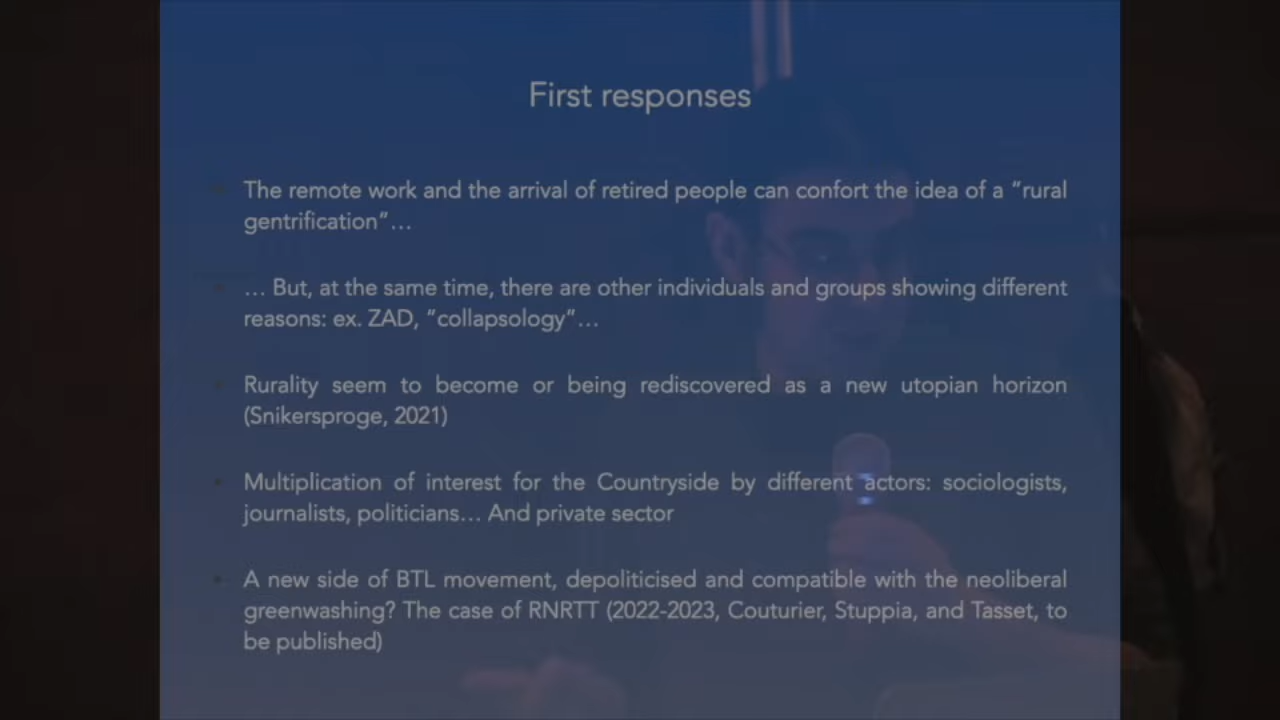 First responses
The remote work and the arrival of retired people can confort the idea of a “rural
gentrification”…
… But, at the same time, there are other individuals and groups showing different
reasons: ex. ZAD, “collapsology”…
Rurality seem to become or being rediscovered as a new utopian horizon
(Snikersproge, 2021)
Multiplication of interest for the Countryside by different actors: sociologists,
journalists, politicians… And private sector
A new side of BTL movement, depoliticised and compatible with the neoliberal
greenwashing? The case of RNRTT (2022-2023, Couturier, Stuppia, and Tasset, to
be published)